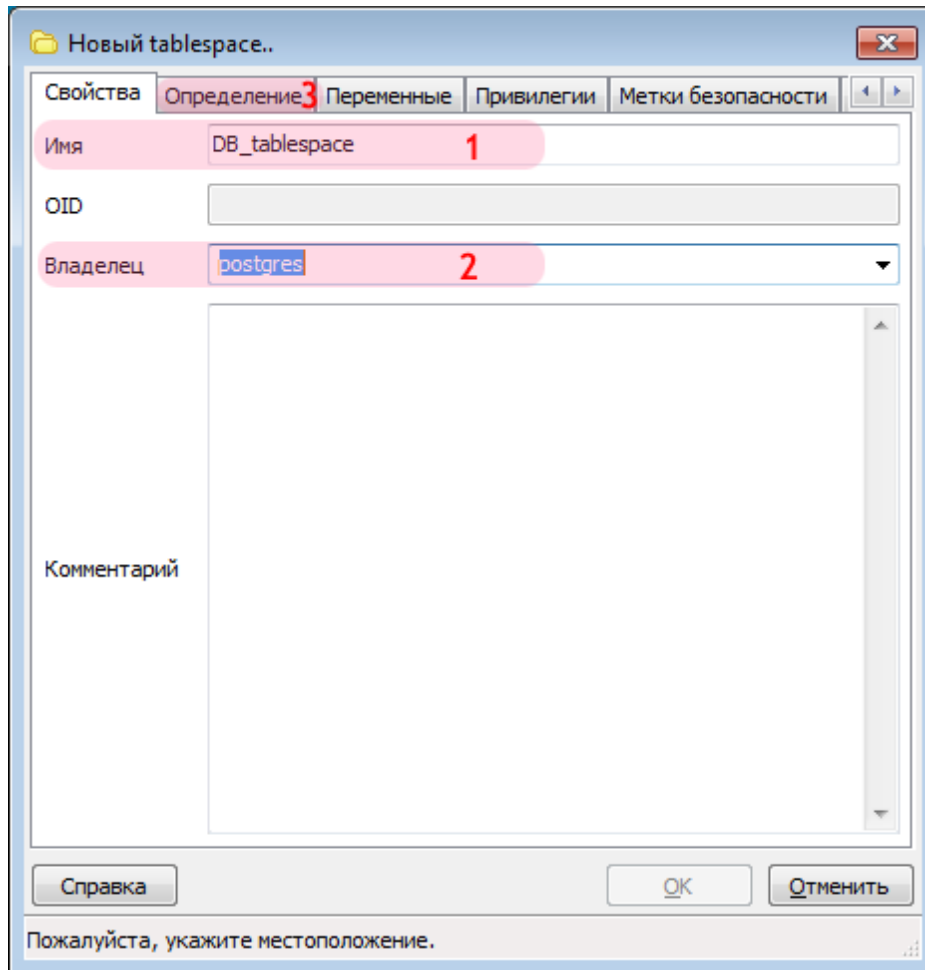 Новый tablespace..
Свойства Определение 3 Переменные Привилегии Метки безопасности
Имя DB_tablespace 1
OID
Владелец postgres 2
Комментарий
Справка OK Отменить
Пожалуйста, укажите местоположение.